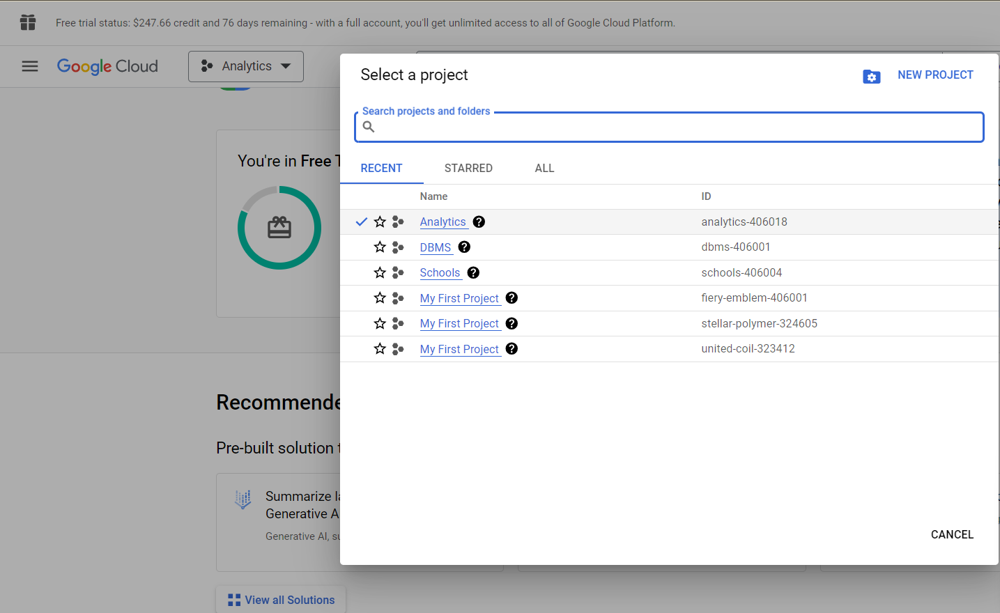 Free trial status: $247.66 credit and 76 days remaining - with a full account, you'll get unlimited access to all of Google Cloud Platform.
Google Cloud
Analytics
Select a project
NEW PROJECT
Search projects and folders
You're in Free
RECENT STARRED ALL
Name ID
Analytics analytics-406018
DBMS dbms-406001
Schools schools-406004
My First Project fiery-emblem-406001
My First Project stellar-polymer-324605
My First Project united-coil-323412
Recommende
Pre-built solution
Summarize
Generative A
Generative AI, su
CANCEL
View all Solutions